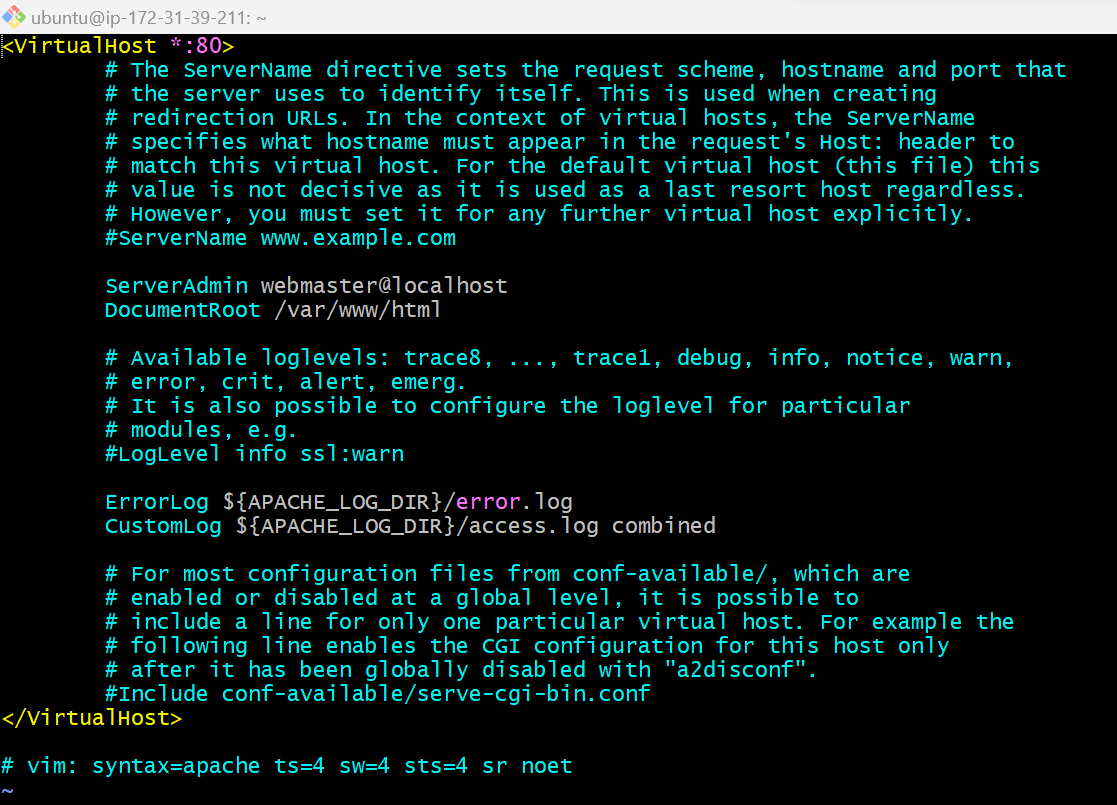 ubuntu@ip-172-31-39-211: ~
<VirtualHost *:80>
        # The ServerName directive sets the request scheme, hostname and port that
        # the server uses to identify itself. This is used when creating
        # redirection URLs. In the context of virtual hosts, the ServerName
        # specifies what hostname must appear in the request's Host: header to
        # match this virtual host. For the default virtual host (this file) this
        # value is not decisive as it is used as a last resort host regardless.
        # However, you must set it for any further virtual host explicitly.
        #ServerName www.example.com

        ServerAdmin webmaster@localhost
        DocumentRoot /var/www/html

        # Available loglevels: trace8, ..., trace1, debug, info, notice, warn,
        # error, crit, alert, emerg.
        # It is also possible to configure the loglevel for particular
        # modules, e.g.
        #LogLevel info ssl:warn

        ErrorLog ${APACHE_LOG_DIR}/error.log
        CustomLog ${APACHE_LOG_DIR}/access.log combined

        # For most configuration files from conf-available/, which are
        # enabled or disabled at a global level, it is possible to
        # include a line for only one particular virtual host. For example the
        # following line enables the CGI configuration for this host only
        # after it has been globally disabled with "a2disconf".
        #Include conf-available/serve-cgi-bin.conf
</VirtualHost>

# vim: syntax=apache ts=4 sw=4 sts=4 sr noet
~